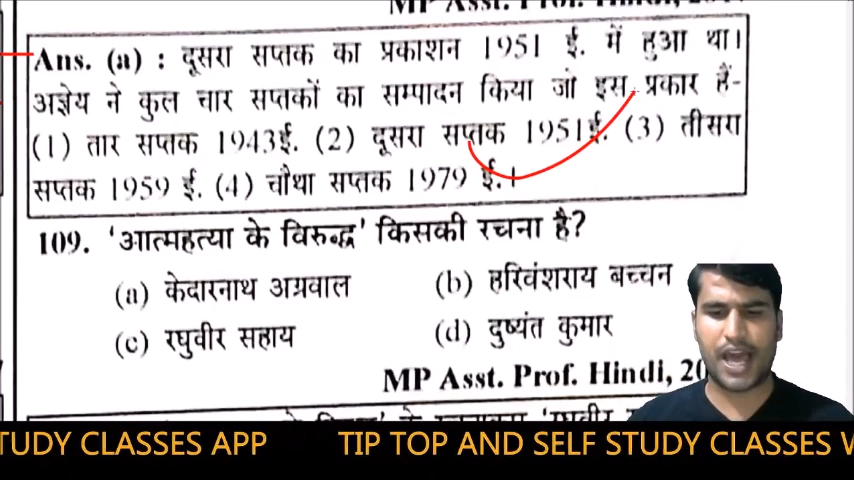 MP Asst. Prof. Hindi,
Ans. (a) : दूसरा सप्तक का प्रकाशन 1951 ई. में हुआ था।
अज्ञेय ने कुल चार सप्तकों का सम्पादन किया जो इस प्रकार हैं-
(1) तार सप्तक 1943ई. (2) दूसरा सप्तक 1951ई. (3) तीसरा
सप्तक 1959 ई. (4) चौथा सप्तक 1979 ई.।
109. 'आत्महत्या के विरुद्ध' किसकी रचना है?
(a) केदारनाथ अग्रवाल (b) हरिवंशराय बच्चन
(c) रघुवीर सहाय (d) दुष्यंत कुमार
MP Asst. Prof. Hindi, 20
TUDY CLASSES APP TIP TOP AND SELF STUDY CLASSES W